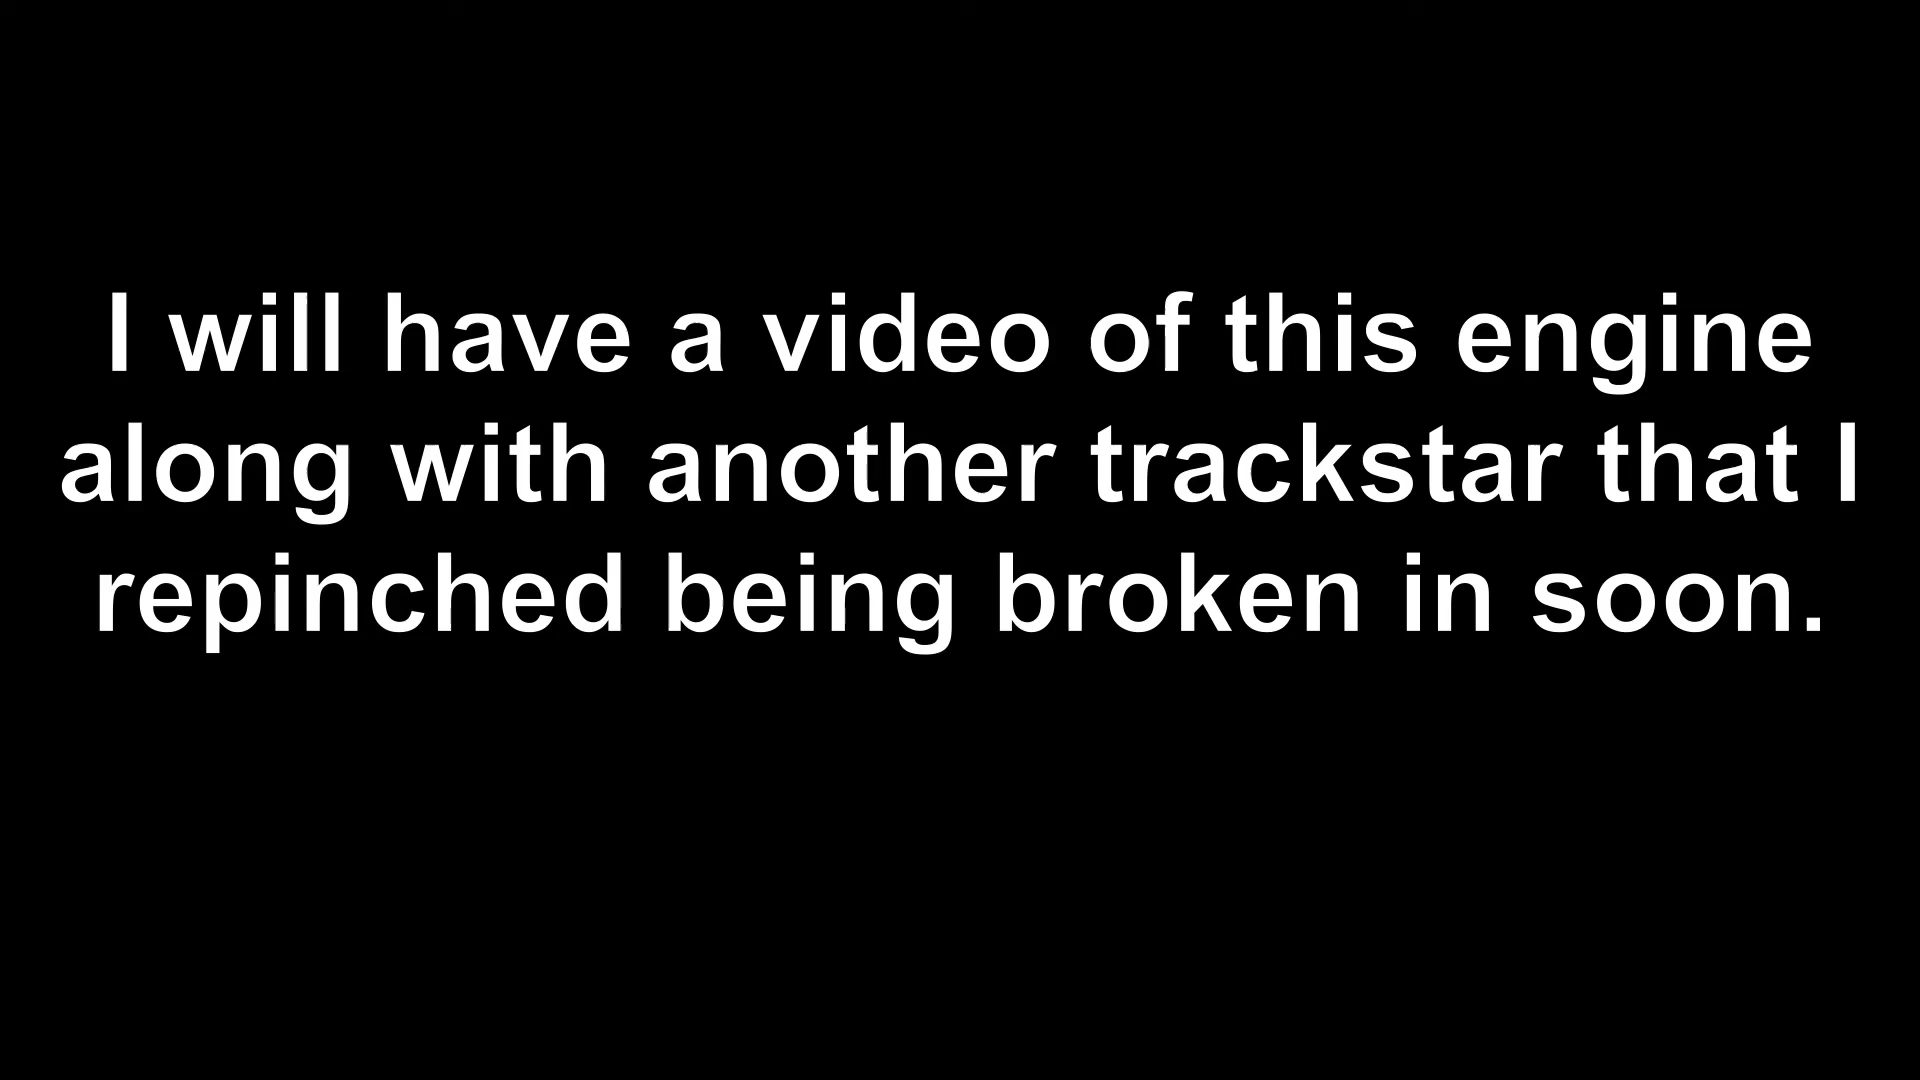 I will have a video of this engine
along with another trackstar that I
repinched being broken in soon.